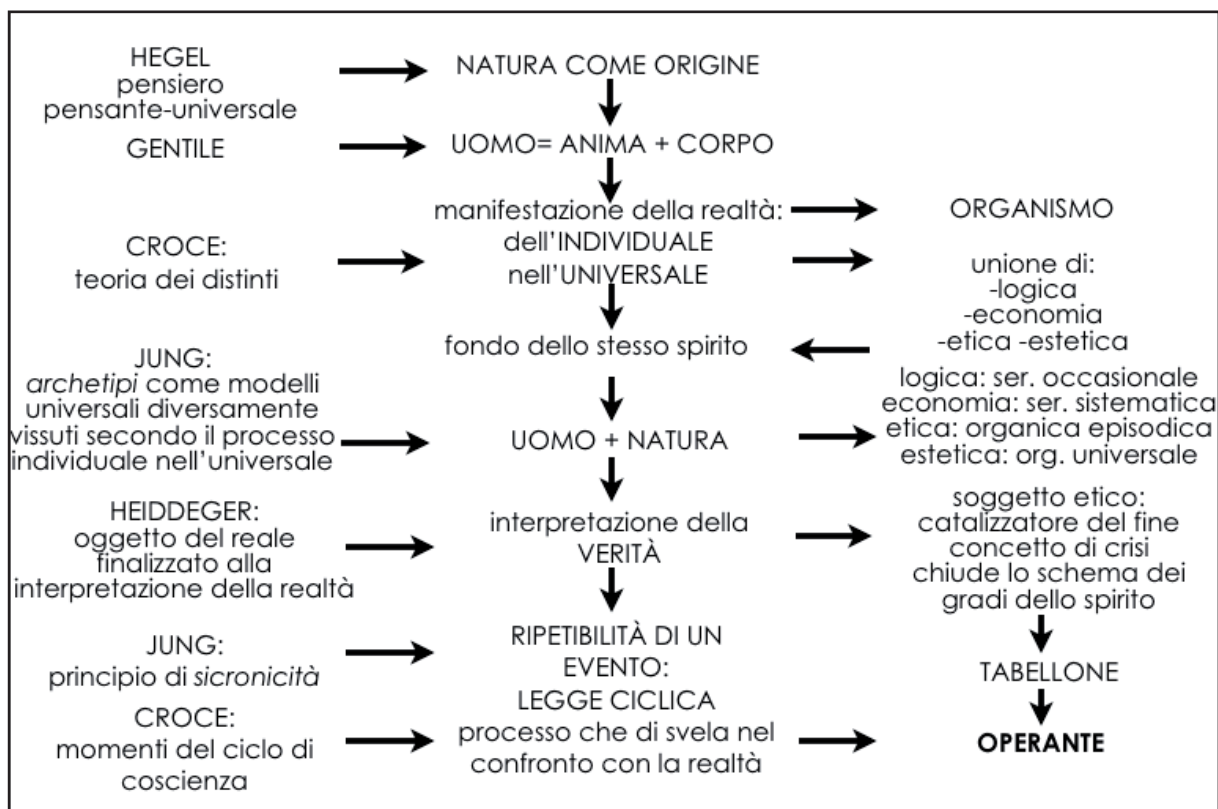 HEGEL
pensiero
pensante-universale
NATURA COME ORIGINE
GENTILE
UOMO= ANIMA + CORPO
manifestazione della realtà:
dell'INDIVIDUALE
nell'UNIVERSALE
ORGANISMO
CROCE:
teoria dei distinti
unione di:
-logica
-economia
-etica -estetica
fondo dello stesso spirito
JUNG:
archetipi come modelli
universali diversamente
vissuti secondo il processo
individuale nell'universale
UOMO + NATURA
logica: ser. occasionale
economia: ser. sistematica
etica: organica episodica
estetica: org. universale
HEIDDEGER:
oggetto del reale
finalizzato alla
interpretazione della realtà
interpretazione della
VERITÀ
soggetto etico:
catalizzatore del fine
concetto di crisi
chiude lo schema dei
gradi dello spirito
JUNG:
principio di sicronicità
RIPETIBILITÀ DI UN
EVENTO:
LEGGE CICLICA
processo che di svela nel
confronto con la realtà
TABELLONE
CROCE:
momenti del ciclo di
coscienza
OPERANTE